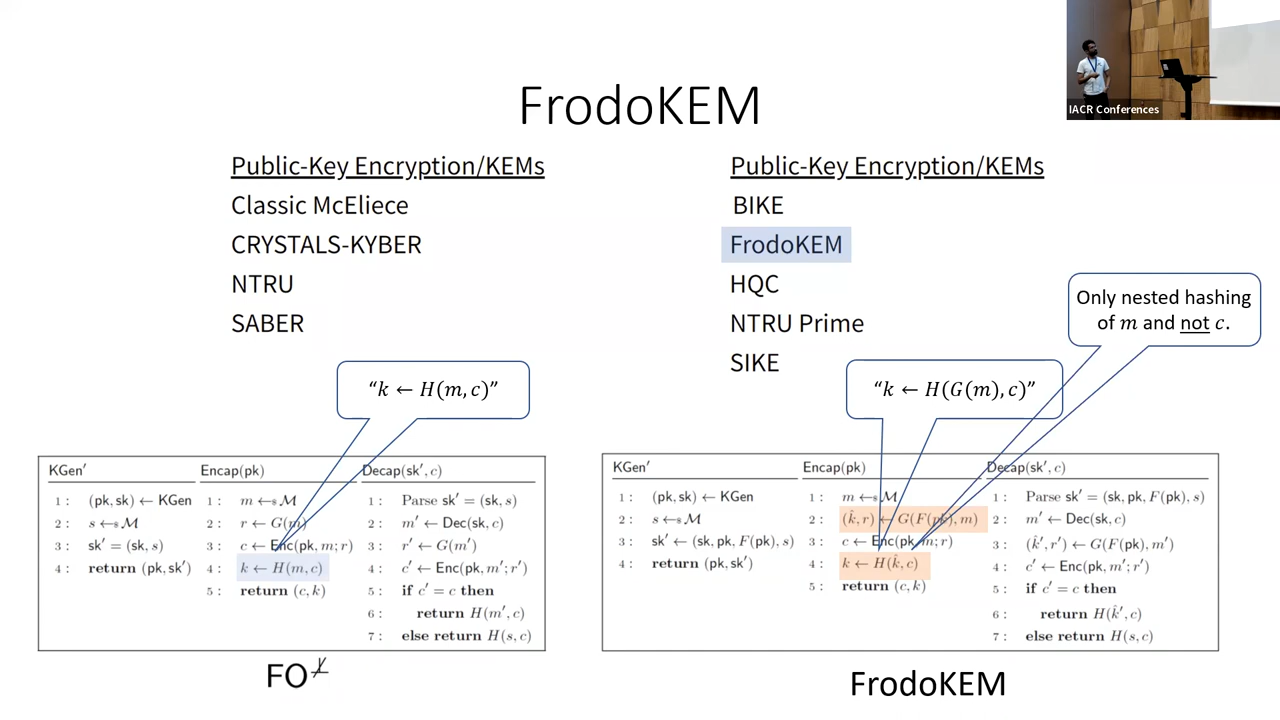 IACR Conferences
FrodoKEM
Public-Key Encryption/KEMs
Classic McEliece
CRYSTALS-KYBER
NTRU
SABER
Public-Key Encryption/KEMs
BIKE
FrodoKEM
HQC
NTRU Prime
SIKE
Only nested hashing
of m and not c.
“k ← H(m, c)”
“k ← H(G(m), c)”
KGen′
1 : (pk, sk) ← KGen
2 : s ←$ M
3 : sk′ = (sk, s)
4 : return (pk, sk′)
Encap(pk)
1 : m ←$ M
2 : r ← G(m)
3 : c ← Enc(pk, m; r)
4 : k ← H(m, c)
5 : return (c, k)
Decap(sk′, c)
1 : Parse sk′ = (sk, s)
2 : m′ ← Dec(sk, c)
3 : r′ ← G(m′)
4 : c′ ← Enc(pk, m′; r′)
5 : if c′ = c then
6 : return H(m′, c)
7 : else return H(s, c)
FO⊥̸
KGen′
1 : (pk, sk) ← KGen
2 : s ←$ M
3 : sk′ ← (sk, pk, F(pk), s)
4 : return (pk, sk′)
Encap(pk)
1 : m ←$ M
2 : (k̂, r) ← G(F(pk), m)
3 : c ← Enc(pk, m; r)
4 : k ← H(k̂, c)
5 : return (c, k)
Decap(sk′, c)
1 : Parse sk′ = (sk, pk, F(pk), s)
2 : m′ ← Dec(sk, c)
3 : (k̂′, r′) ← G(F(pk), m′)
4 : c′ ← Enc(pk, m′; r′)
5 : if c′ = c then
6 : return H(k̂′, c)
7 : else return H(s, c)
FrodoKEM